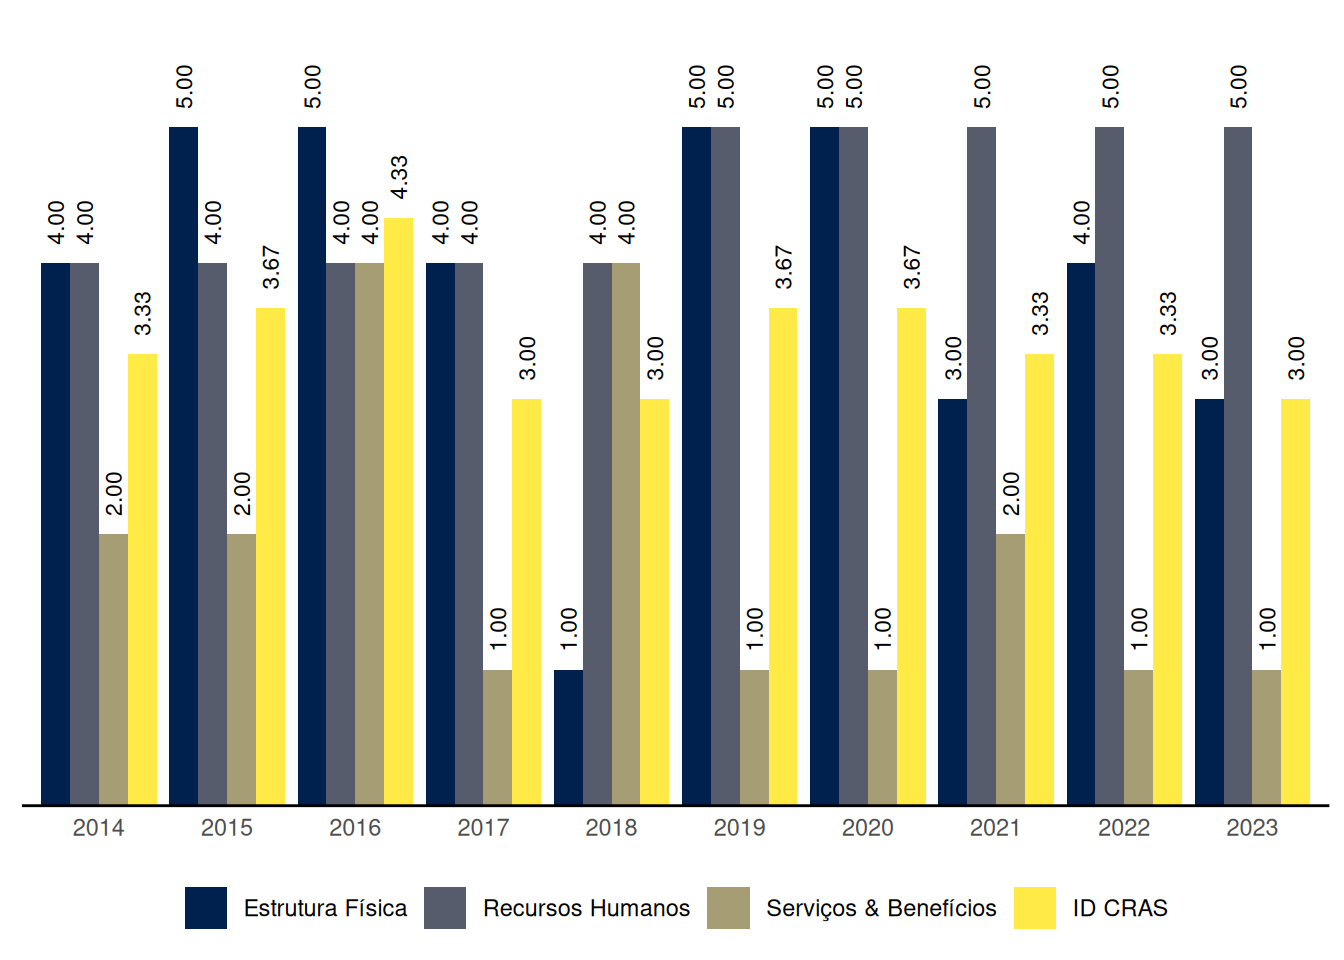 5.00 5.00 5.00 5.00 5.00 5.00 5.00 5.00 5.00
4.33
4.00 4.00 4.00 4.00 4.00 4.00 4.00 4.00 4.00 4.00
3.67 3.67 3.67
3.33 3.33 3.33
3.00 3.00 3.00 3.00 3.00
2.00 2.00 2.00
1.00 1.00 1.00 1.00 1.00 1.00
2014 2015 2016 2017 2018 2019 2020 2021 2022 2023
Estrutura Física Recursos Humanos Serviços & Benefícios ID CRAS